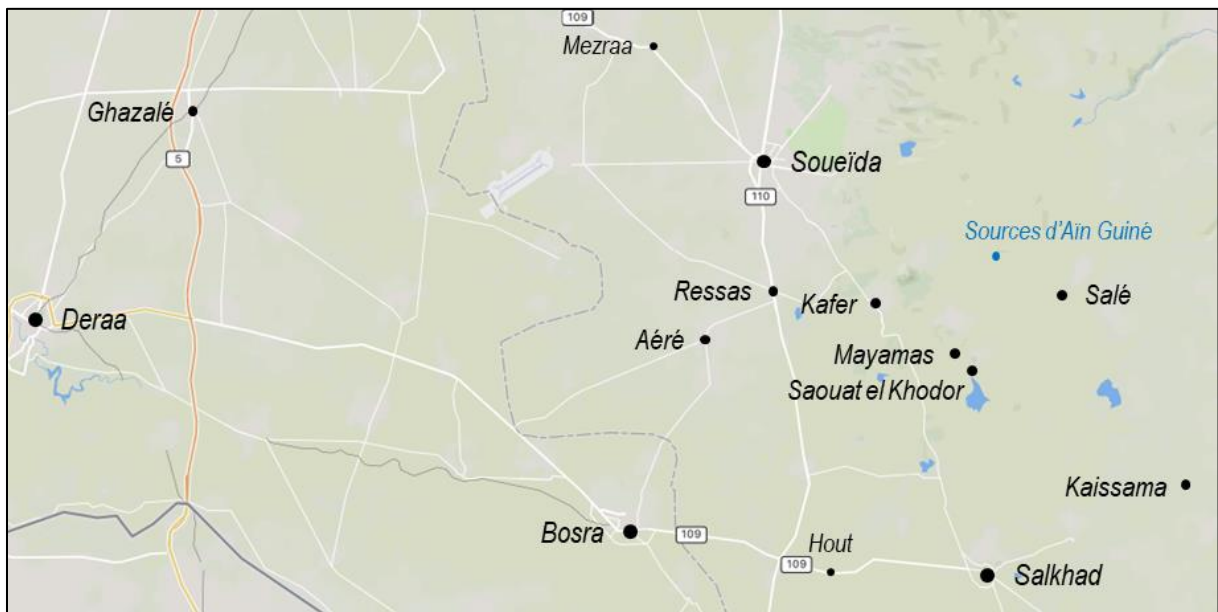 109
Mezraa
Ghazalé
5
Soueïda
110
Sources d'Aïn Guiné
Ressas
Kafer
Salé
Deraa
Aéré
Mayamas
Saouat el Khodor
Kaissama
Bosra
109
Hout
109
Salkhad